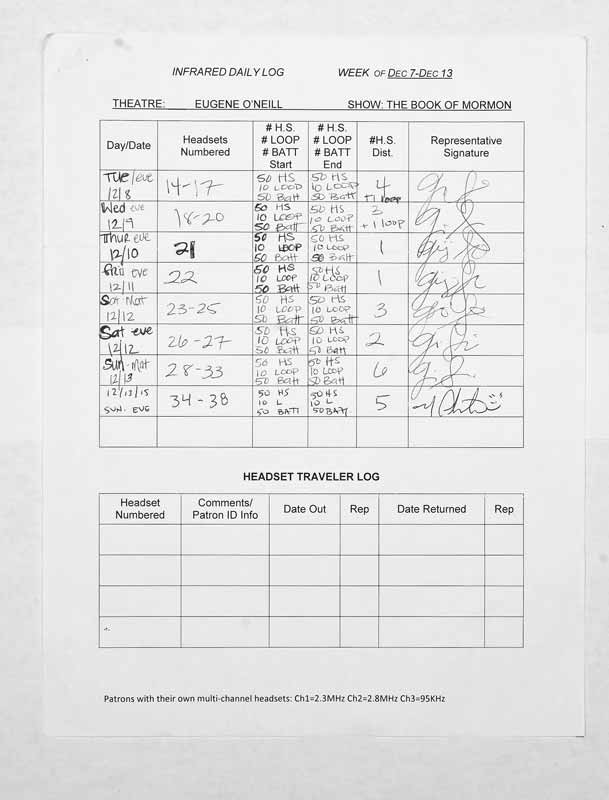 INFRARED DAILY LOG WEEK OF DEC 7-DEC 13
THEATRE: EUGENE O'NEILL SHOW: THE BOOK OF MORMON
Day/Date Headsets Numbered # H.S. # LOOP # BATT Start # H.S. # LOOP # BATT End #H.S. Dist. Representative Signature
Tue/eve 12/8 14-17 50 HS 10 LOOP 50 Batt 50 HS 10 LOOP 50 Batt 4 +1 loop
Wed eve 12/9 18-20 50 HS 10 LOOP 50 Batt 50 HS 10 LOOP 50 Batt 3 +1 loop
Thur eve 12/10 21 50 HS 10 LOOP 50 Batt 50 HS 10 LOOP 50 Batt 1
Fri eve 12/11 22 50 HS 10 LOOP 50 Batt 50 HS 10 LOOP 50 Batt 1
Sat Mat 12/12 23-25 50 HS 10 LOOP 50 Batt 50 HS 10 LOOP 50 Batt 3
Sat eve 12/12 26-27 50 HS 10 LOOP 50 Batt 50 HS 10 LOOP 50 Batt 2
Sun Mat 12/13 28-33 50 HS 10 LOOP 50 Batt 50 HS 10 LOOP 50 Batt 6
12/13/15 SUN. EVG 34-38 50 HS 10 L 50 BATT 50 HS 10 L 50 BATT 5
HEADSET TRAVELER LOG
Headset Numbered Comments/ Patron ID Info Date Out Rep Date Returned Rep
Patrons with their own multi-channel headsets: Ch1=2.3MHz Ch2=2.8MHz Ch3=95KHz